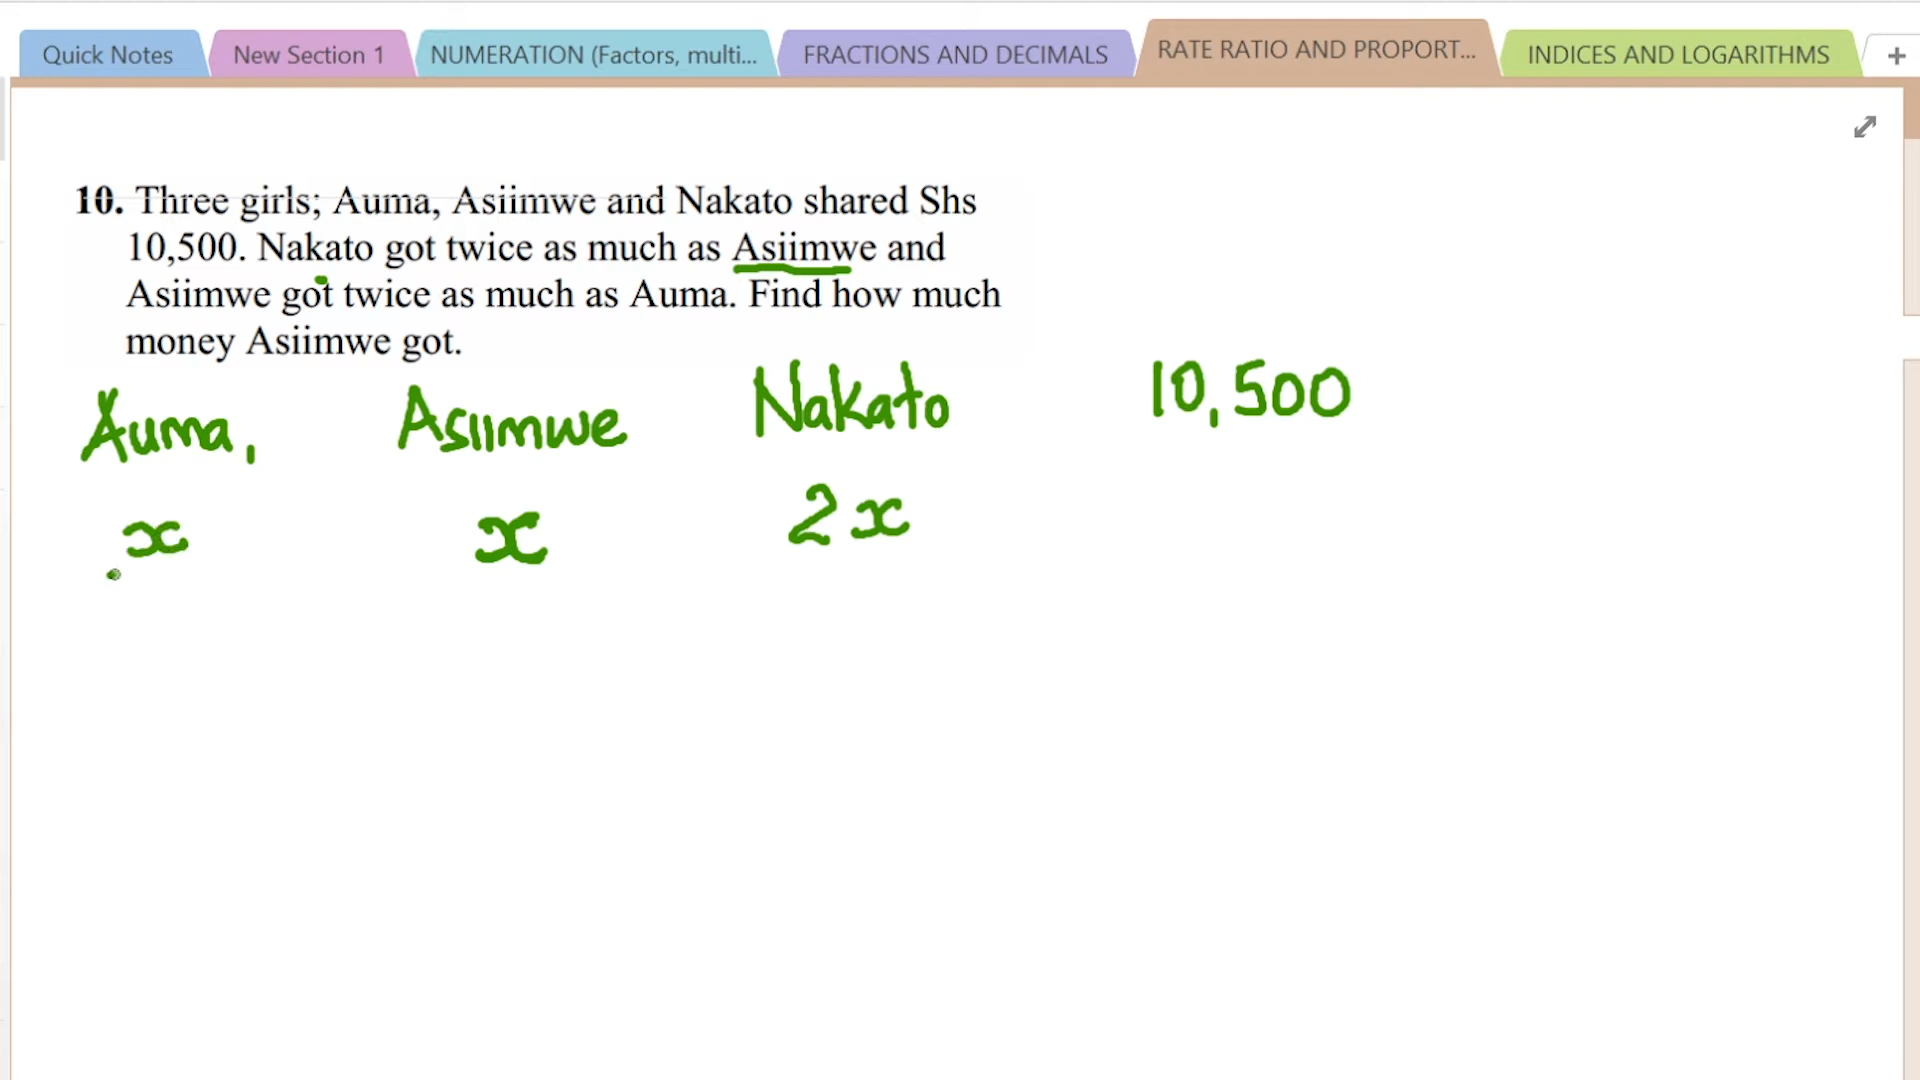 Quick Notes New Section 1 NUMERATION (Factors, multi... FRACTIONS AND DECIMALS RATE RATIO AND PROPORT... INDICES AND LOGARITHMS +
10. Three girls; Auma, Asiimwe and Nakato shared Shs
10,500. Nakato got twice as much as Asiimwe and
Asiimwe got twice as much as Auma. Find how much
money Asiimwe got.
Auma, Asiimwe Nakato 10,500
x x 2x